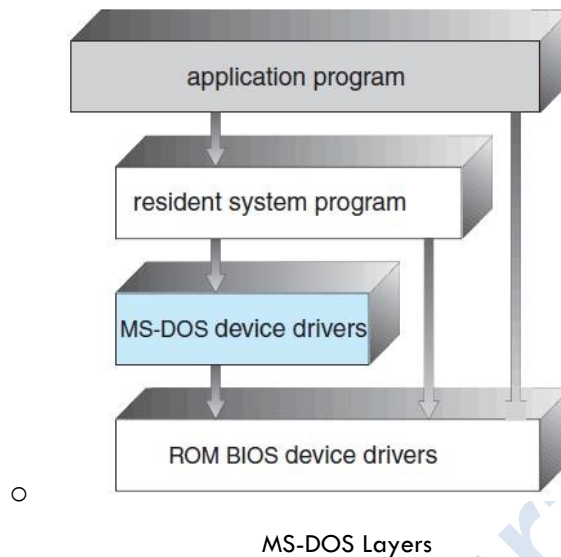 application program
resident system program
MS-DOS device drivers
ROM BIOS device drivers
MS-DOS Layers